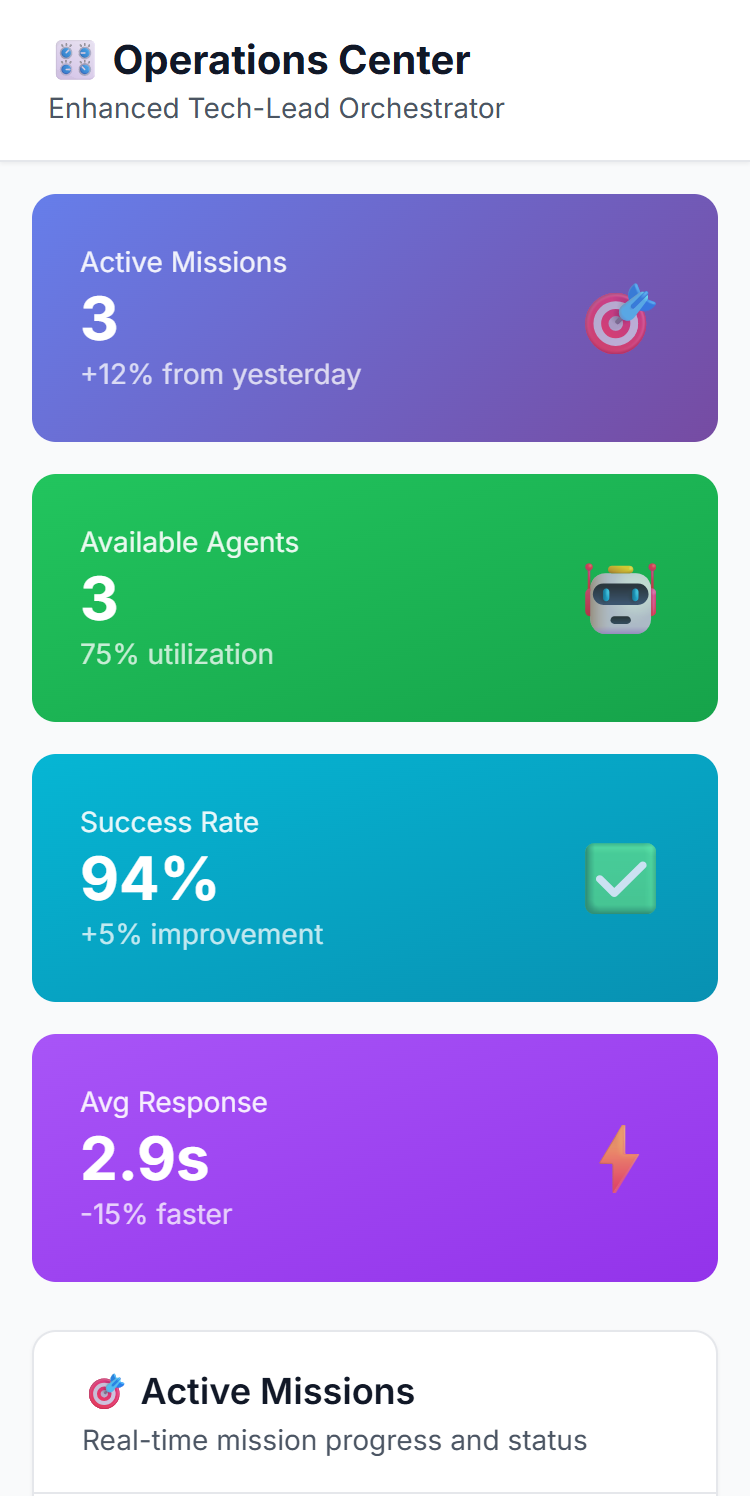 Operations Center
Enhanced Tech-Lead Orchestrator
Active Missions
3
+12% from yesterday
Available Agents
3
75% utilization
Success Rate
94%
+5% improvement
Avg Response
2.9s
-15% faster
Active Missions
Real-time mission progress and status